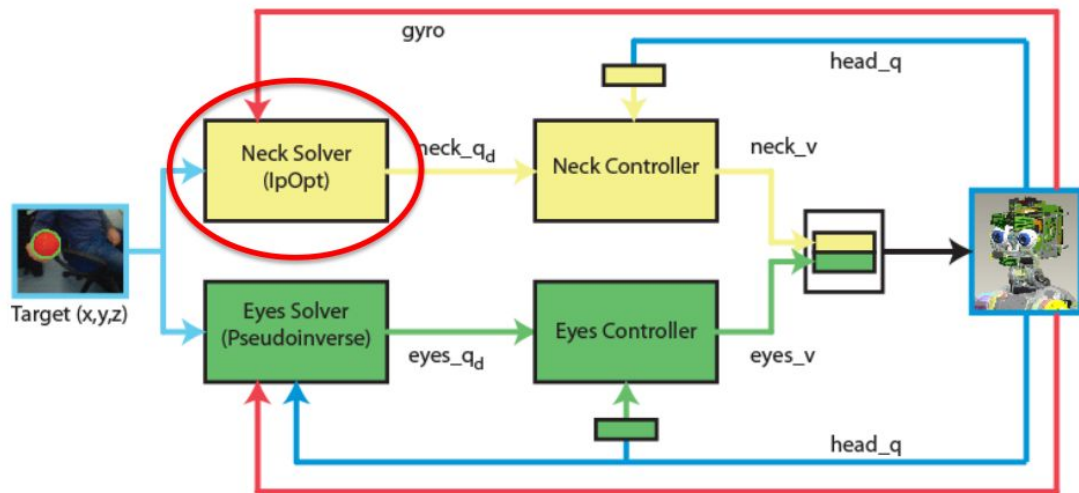 gyro
head_q
Neck Solver
(IpOpt)
neck_qd
Neck Controller
neck_v
Target (x,y,z)
Eyes Solver
(Pseudoinverse)
eyes_qd
Eyes Controller
eyes_v
head_q